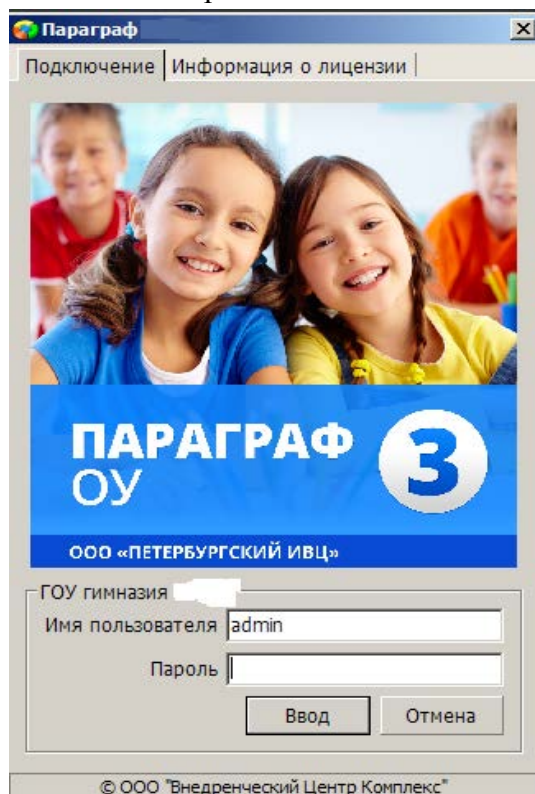 Параграф
Подключение Информация о лицензии
ПАРАГРАФ 3
ОУ
ООО «ПЕТЕРБУРГСКИЙ ИВЦ»
ГОУ гимназия
Имя пользователя admin
Пароль
Ввод Отмена
© ООО "Внедренческий Центр Комплекс"